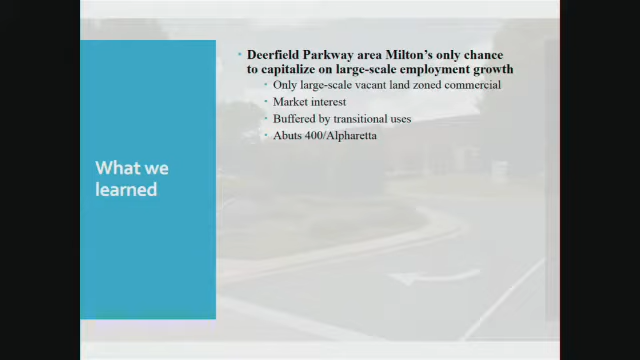 What we
learned
• Deerfield Parkway area Milton's only chance
to capitalize on large-scale employment growth
• Only large-scale vacant land zoned commercial
• Market interest
• Buffered by transitional uses
• Abuts 400/Alpharetta